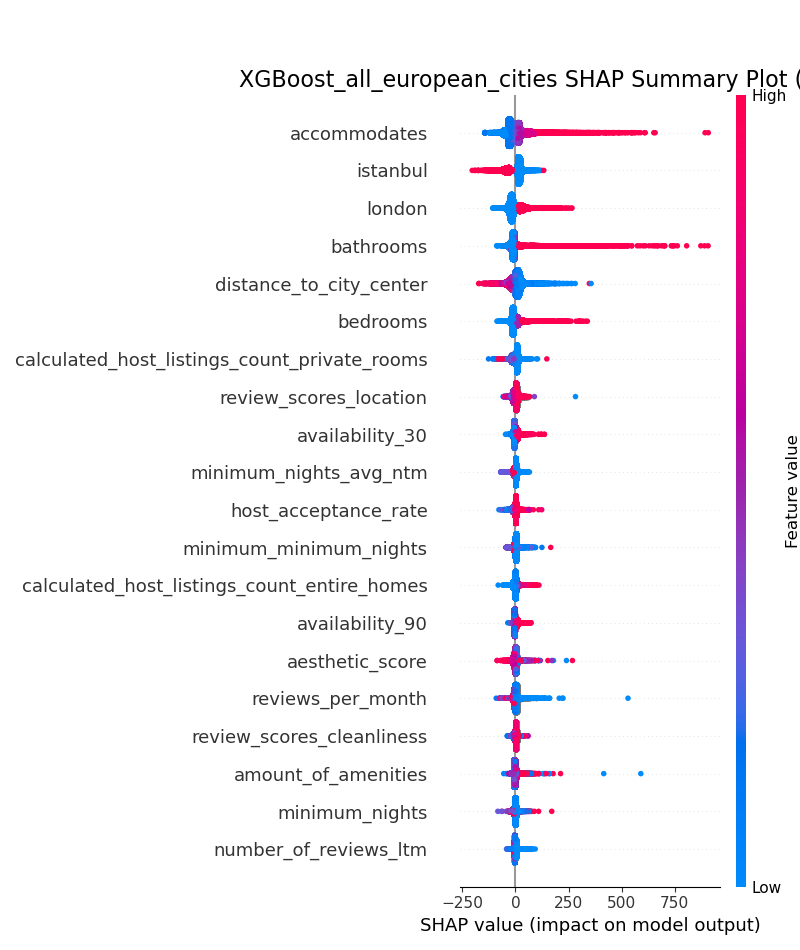 XGBoost_all_european_cities SHAP Summary Plot (
High
accommodates
istanbul
london
bathrooms
distance_to_city_center
bedrooms
calculated_host_listings_count_private_rooms
review_scores_location
availability_30
minimum_nights_avg_ntm
host_acceptance_rate
minimum_minimum_nights
calculated_host_listings_count_entire_homes
availability_90
aesthetic_score
reviews_per_month
review_scores_cleanliness
amount_of_amenities
minimum_nights
number_of_reviews_ltm
Feature value
Low
−250 0 250 500 750
SHAP value (impact on model output)